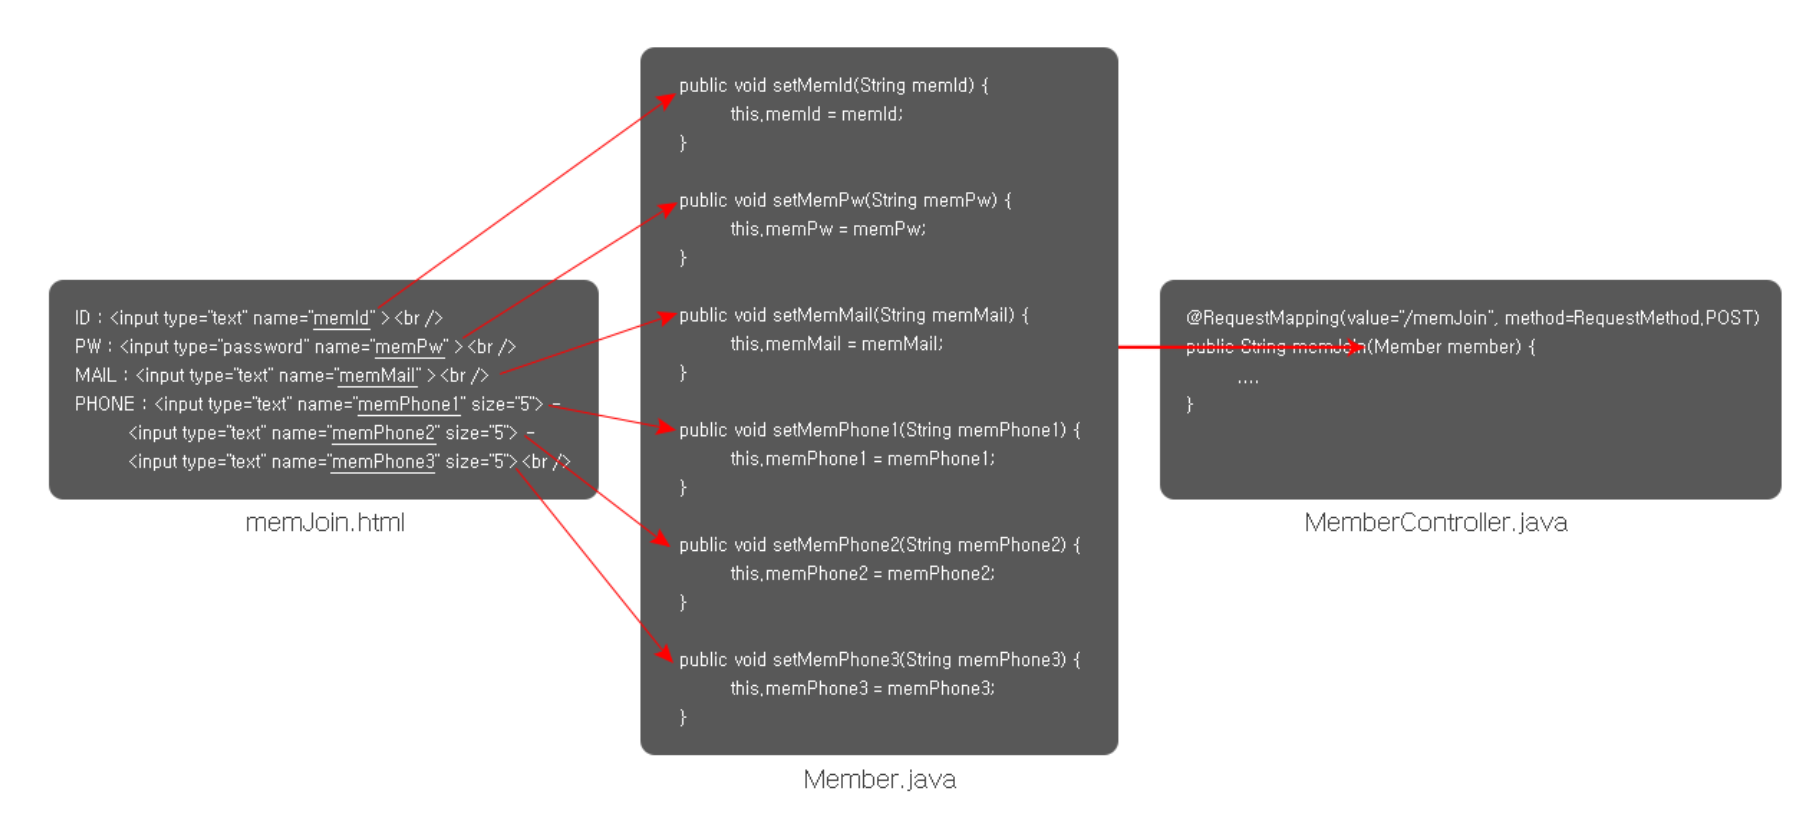 ID : <input type="text" name="memId" ><br />
PW : <input type="password" name="memPw" ><br />
MAIL : <input type="text" name="memMail" ><br />
PHONE : <input type="text" name="memPhone1" size="5"> -
<input type="text" name="memPhone2" size="5"> -
<input type="text" name="memPhone3" size="5"><br />
memJoin.html
public void setMemId(String memId) {
this.memId = memId;
}
public void setMemPw(String memPw) {
this.memPw = memPw;
}
public void setMemMail(String memMail) {
this.memMail = memMail;
}
public void setMemPhone1(String memPhone1) {
this.memPhone1 = memPhone1;
}
public void setMemPhone2(String memPhone2) {
this.memPhone2 = memPhone2;
}
public void setMemPhone3(String memPhone3) {
this.memPhone3 = memPhone3;
}
Member.java
@RequestMapping(value="/memJoin", method=RequestMethod.POST)
public String memJoin(Member member) {
....
}
MemberController.java